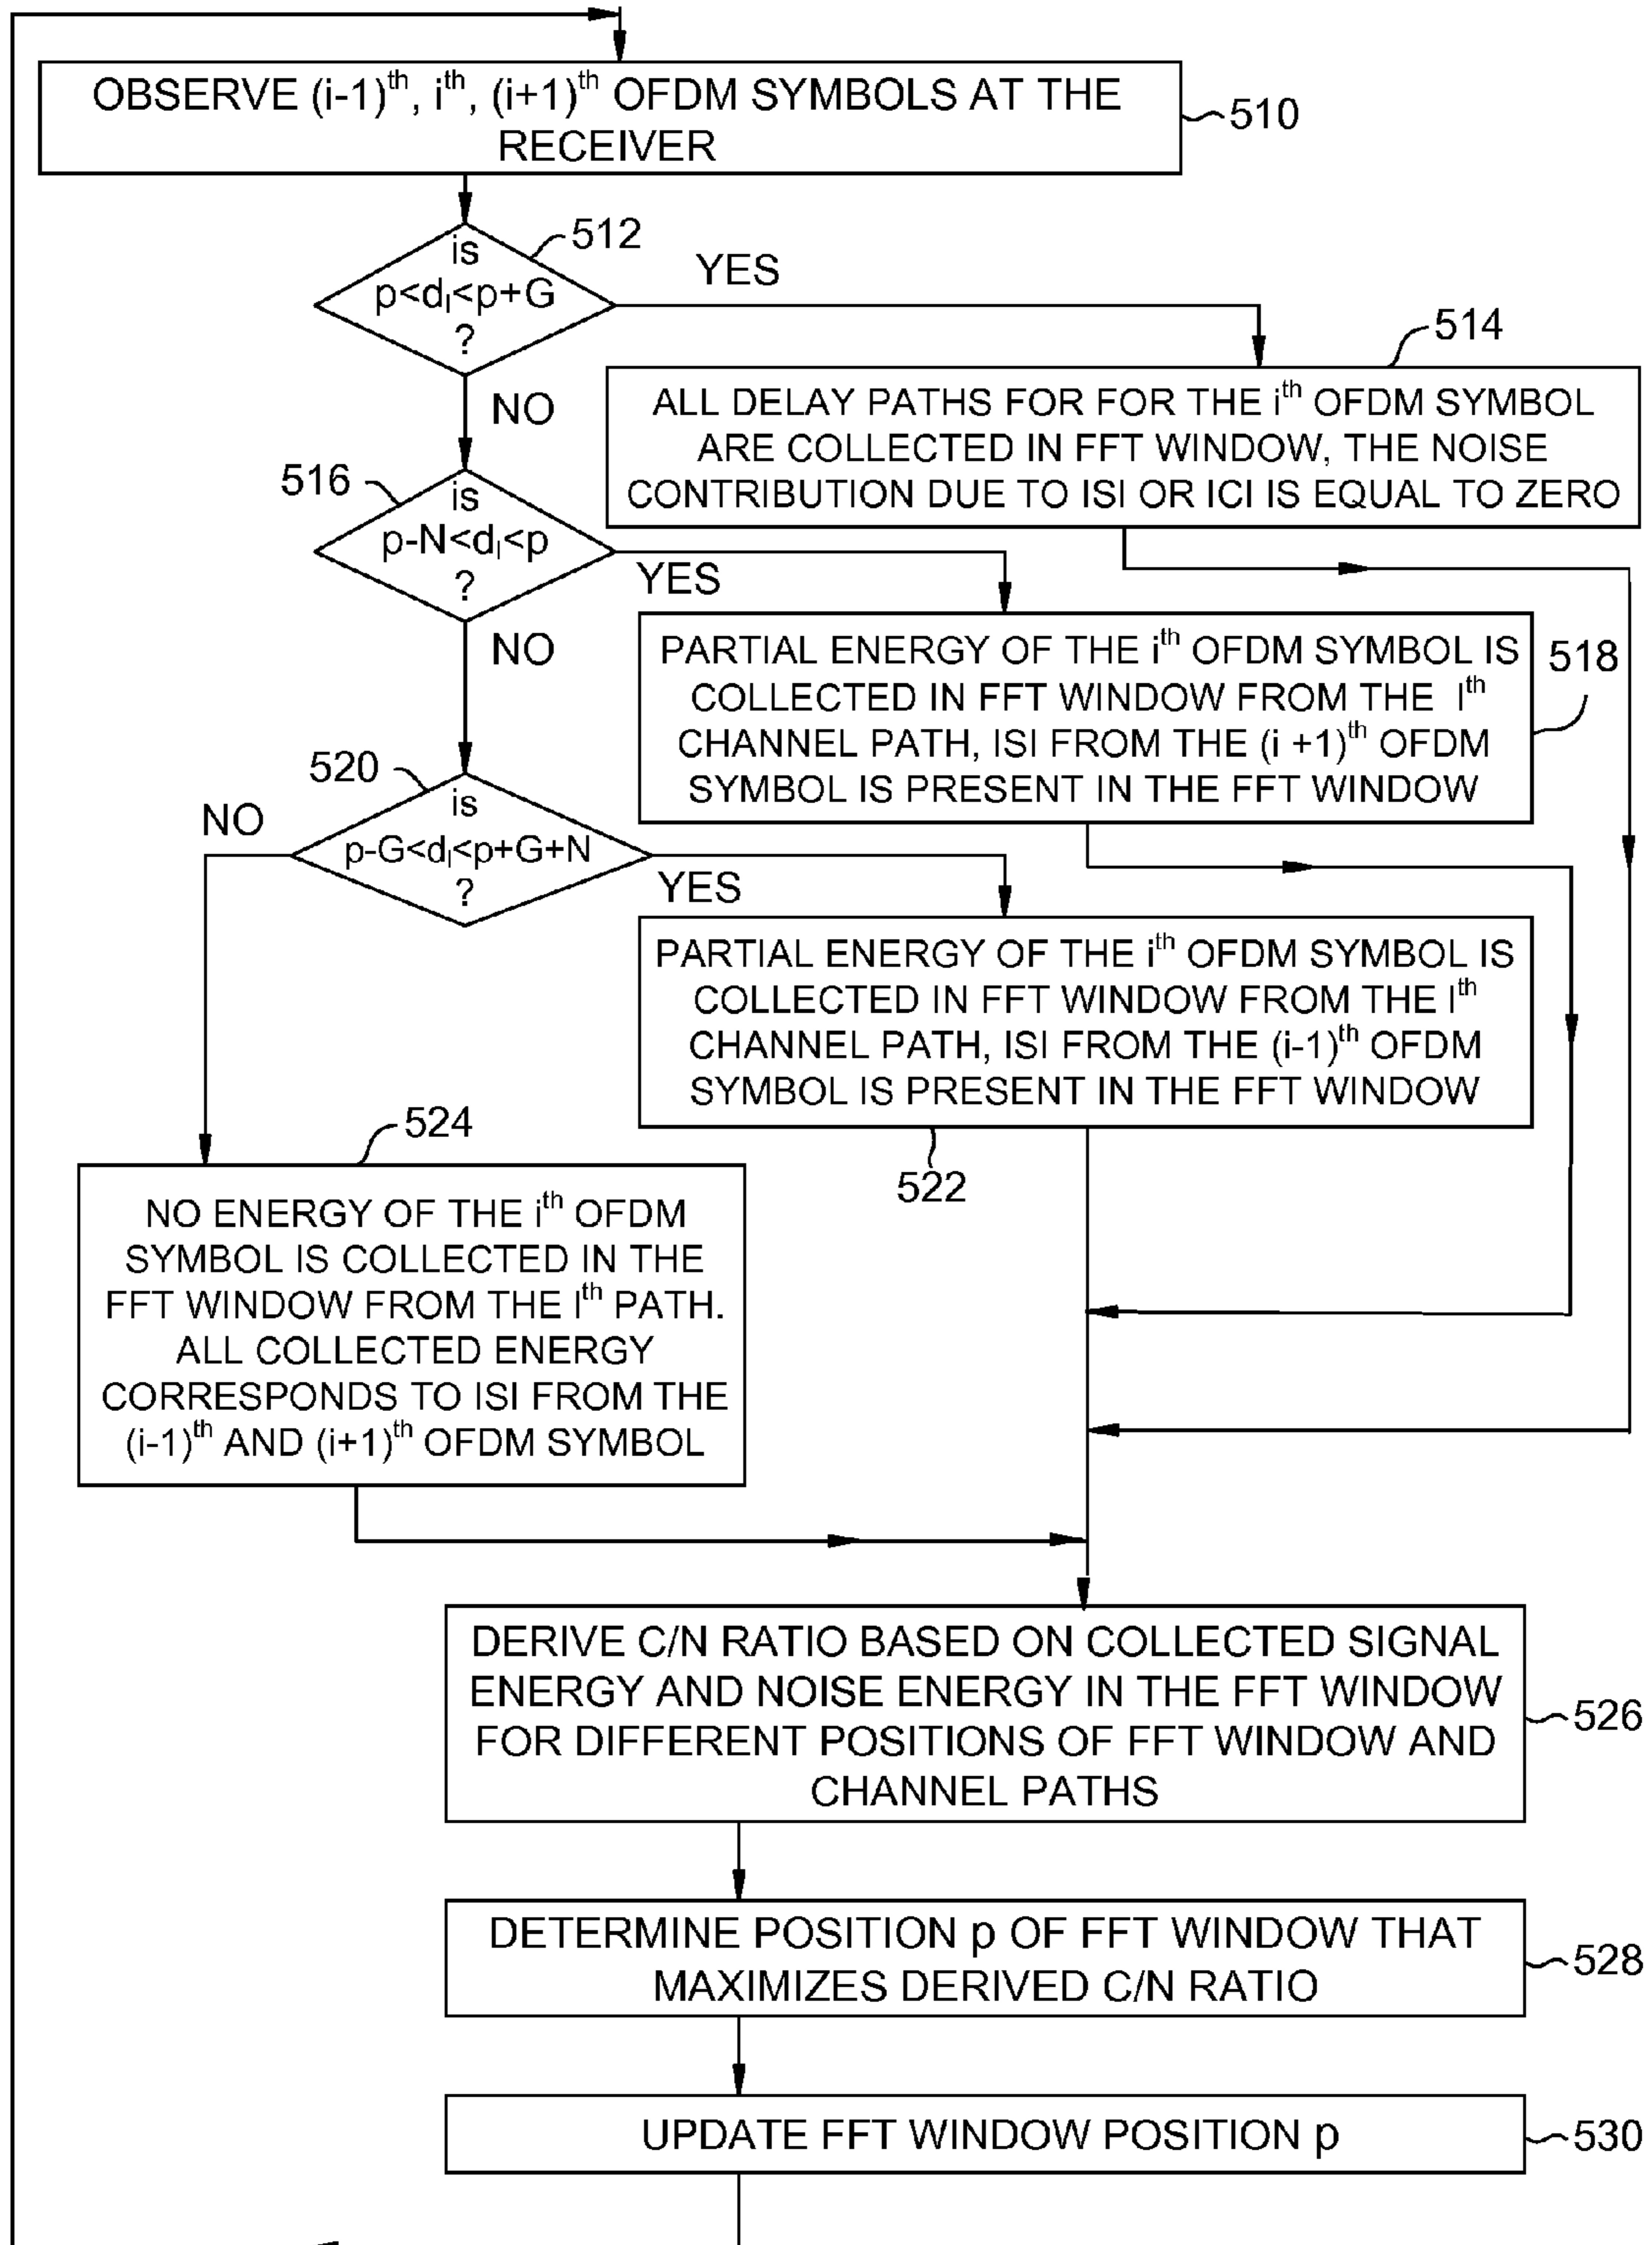 OBSERVE (i-1)th, ith, (i+1)th OFDM SYMBOLS AT THE
RECEIVER
510
is
p<dl<p+G
?
512
YES
NO
514
ALL DELAY PATHS FOR FOR THE ith OFDM SYMBOL
ARE COLLECTED IN FFT WINDOW, THE NOISE
CONTRIBUTION DUE TO ISI OR ICI IS EQUAL TO ZERO
516
is
p-N<dl<p
?
YES
NO
PARTIAL ENERGY OF THE ith OFDM SYMBOL IS
COLLECTED IN FFT WINDOW FROM THE lth
CHANNEL PATH, ISI FROM THE (i +1)th OFDM
SYMBOL IS PRESENT IN THE FFT WINDOW
518
520
is
p-G<dl<p+G+N
?
NO
YES
PARTIAL ENERGY OF THE ith OFDM SYMBOL IS
COLLECTED IN FFT WINDOW FROM THE lth
CHANNEL PATH, ISI FROM THE (i-1)th OFDM
SYMBOL IS PRESENT IN THE FFT WINDOW
522
524
NO ENERGY OF THE ith OFDM
SYMBOL IS COLLECTED IN THE
FFT WINDOW FROM THE lth PATH.
ALL COLLECTED ENERGY
CORRESPONDS TO ISI FROM THE
(i-1)th AND (i+1)th OFDM SYMBOL
DERIVE C/N RATIO BASED ON COLLECTED SIGNAL
ENERGY AND NOISE ENERGY IN THE FFT WINDOW
FOR DIFFERENT POSITIONS OF FFT WINDOW AND
CHANNEL PATHS
526
DETERMINE POSITION p OF FFT WINDOW THAT
MAXIMIZES DERIVED C/N RATIO
528
UPDATE FFT WINDOW POSITION p
530